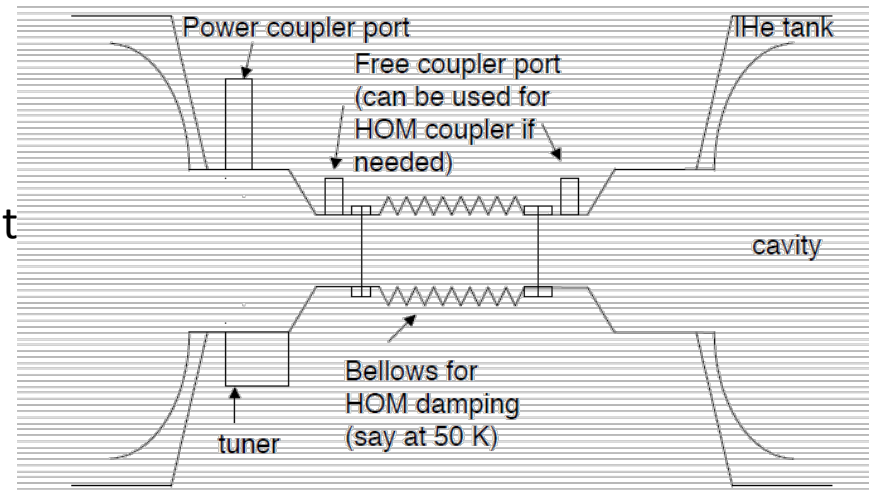 Power coupler port
lHe tank
Free coupler port
(can be used for
HOM coupler if
needed)
t
cavity
Bellows for
HOM damping
(say at 50 K)
tuner